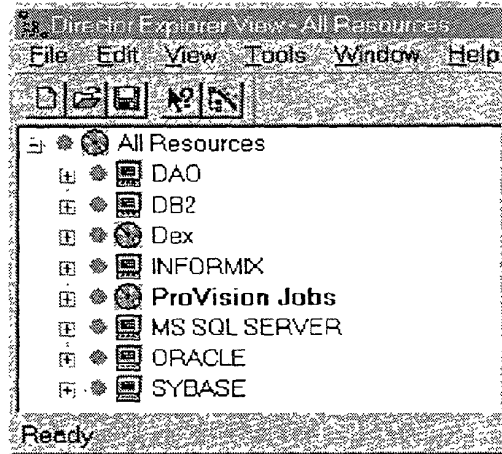 Director Explorer View - All Resources
File Edit View Tools Window Help
All Resources
DAO
DB2
Dex
INFORMIX
ProVision Jobs
MS SQL SERVER
ORACLE
SYBASE
Ready